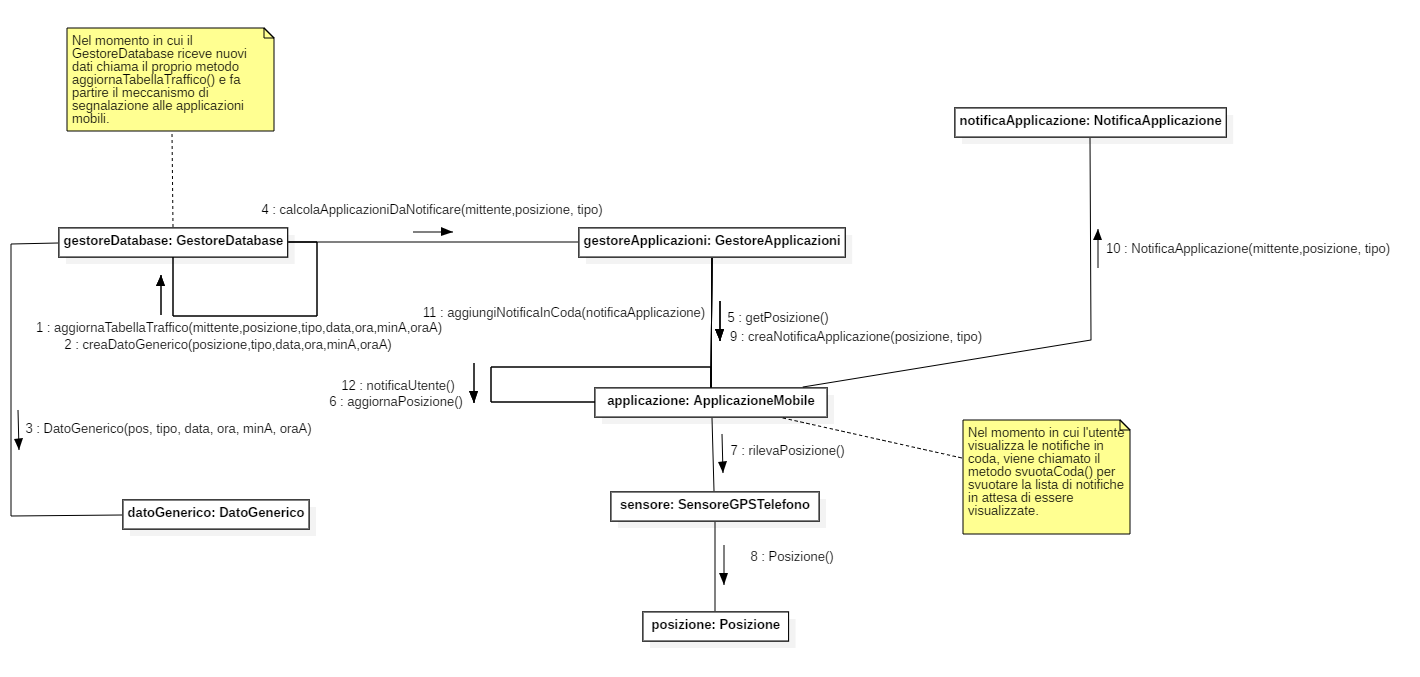 Nel momento in cui il
GestoreDatabase riceve nuovi
dati chiama il proprio metodo
aggiornaTabellaTraffico() e fa
partire il meccanismo di
segnalazione alle applicazioni
mobili.
notificaApplicazione: NotificaApplicazione
4 : calcolaApplicazioniDaNotificare(mittente,posizione, tipo)
gestoreDatabase: GestoreDatabase
gestoreApplicazioni: GestoreApplicazioni
10 : NotificaApplicazione(mittente,posizione, tipo)
11 : aggiungiNotificaInCoda(notificaApplicazione)
5 : getPosizione()
1 : aggiornaTabellaTraffico(mittente,posizione,tipo,data,ora,minA,oraA)
9 : creaNotificaApplicazione(posizione, tipo)
2 : creaDatoGenerico(posizione,tipo,data,ora,minA,oraA)
12 : notificaUtente()
6 : aggiornaPosizione()
applicazione: ApplicazioneMobile
3 : DatoGenerico(pos, tipo, data, ora, minA, oraA)
7 : rilevaPosizione()
Nel momento in cui l'utente
visualizza le notifiche in
coda, viene chiamato il
metodo svuotaCoda() per
svuotare la lista di notifiche
in attesa di essere
visualizzate.
datoGenerico: DatoGenerico
sensore: SensoreGPSTelefono
8 : Posizione()
posizione: Posizione